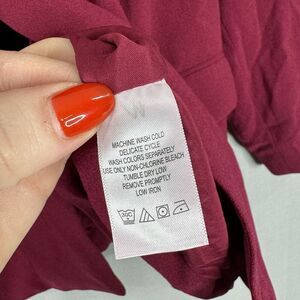 MACHINE WASH COLD
DELICATE CYCLE
WASH COLORS SEPARATELY
USE ONLY NON-CHLORINE BLEACH
TUMBLE DRY LOW
REMOVE PROMPTLY
LOW IRON
30C